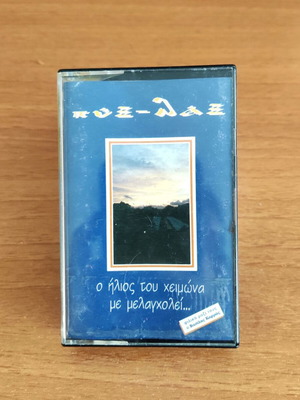 πυξ-λαξ
ο ήλιος του χειμώνα
με μελαγχολεί...